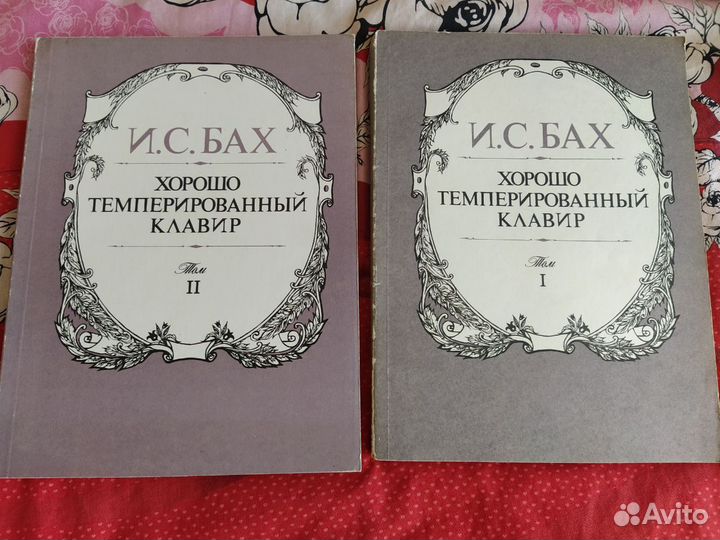 И.С. БАХ
ХОРОШО
ТЕМПЕРИРОВАННЫЙ
КЛАВИР
Том
II
И.С. БАХ
ХОРОШО
ТЕМПЕРИРОВАННЫЙ
КЛАВИР
Том
I
Avito